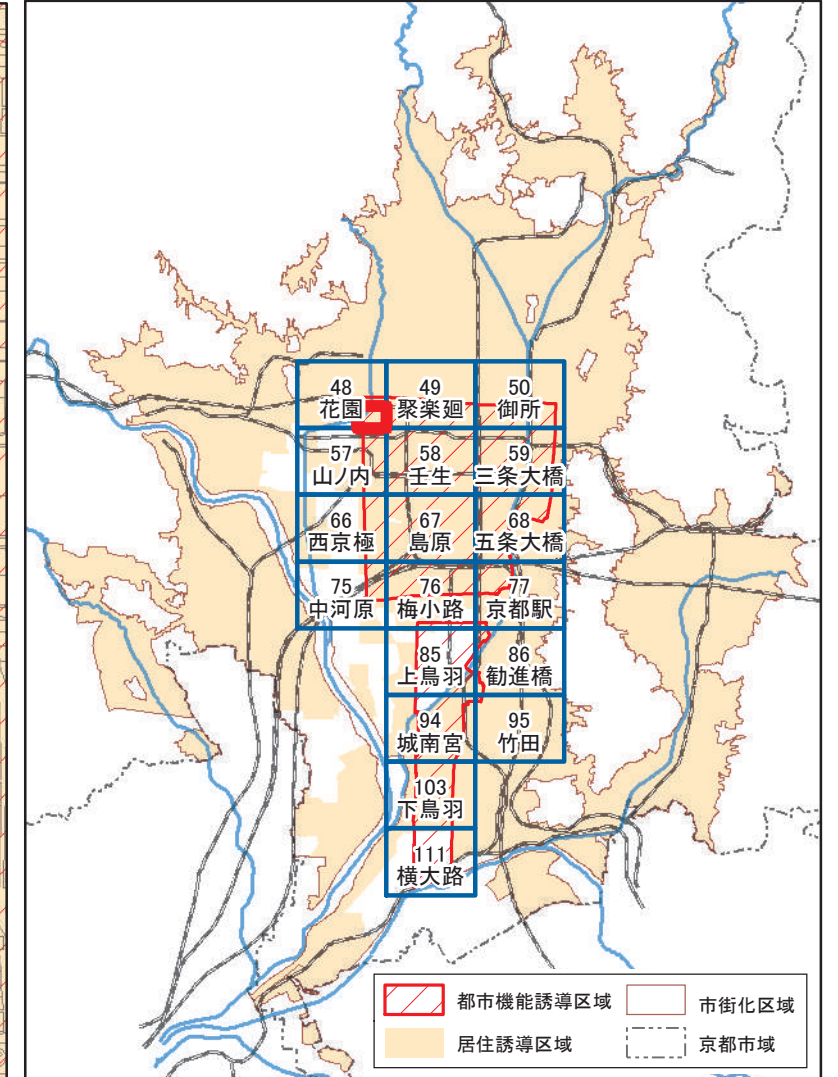 48
花園
49
聚楽廻
50
御所
57
山ノ内
58
壬生
59
三条大橋
66
西京極
67
島原
68
五条大橋
75
中河原
76
梅小路
77
京都駅
85
上鳥羽
86
勧進橋
94
城南宮
95
竹田
103
下鳥羽
111
横大路
都市機能誘導区域
市街化区域
居住誘導区域
京都市域